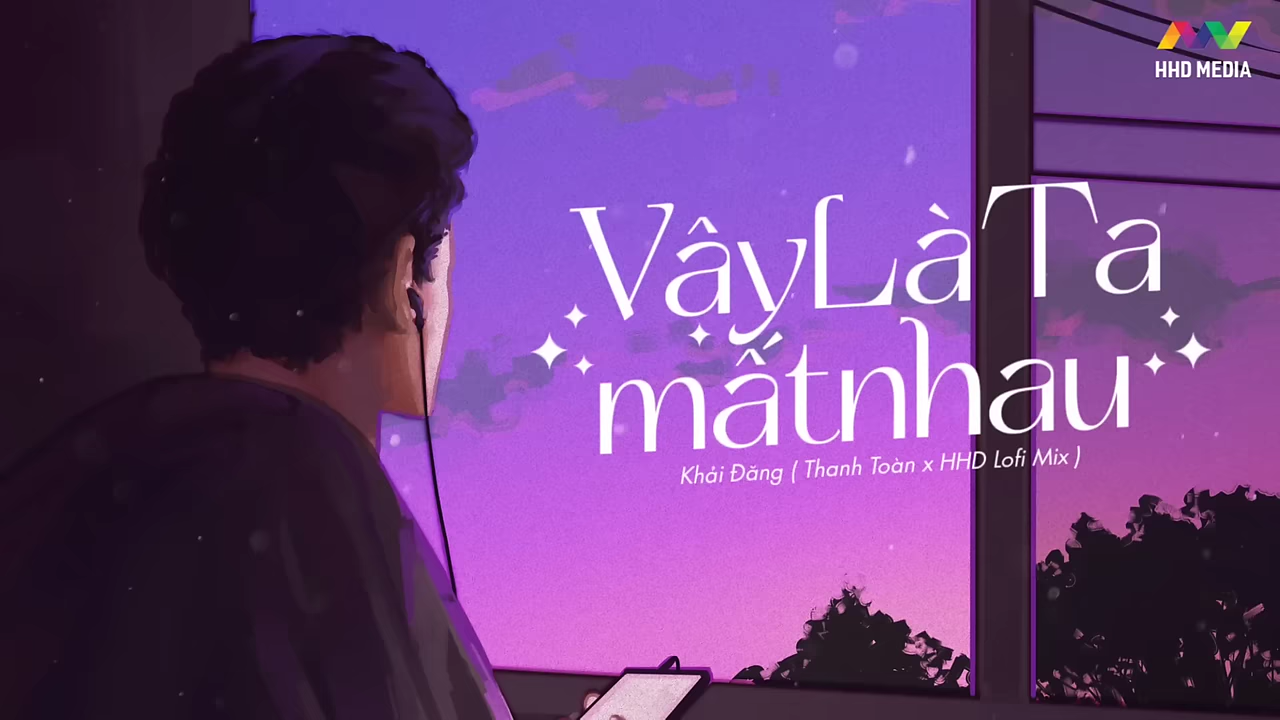 HHD MEDIA
Vậy Là Ta
mất nhau
Khải Đăng ( Thanh Toàn x HHD Lofi Mix )